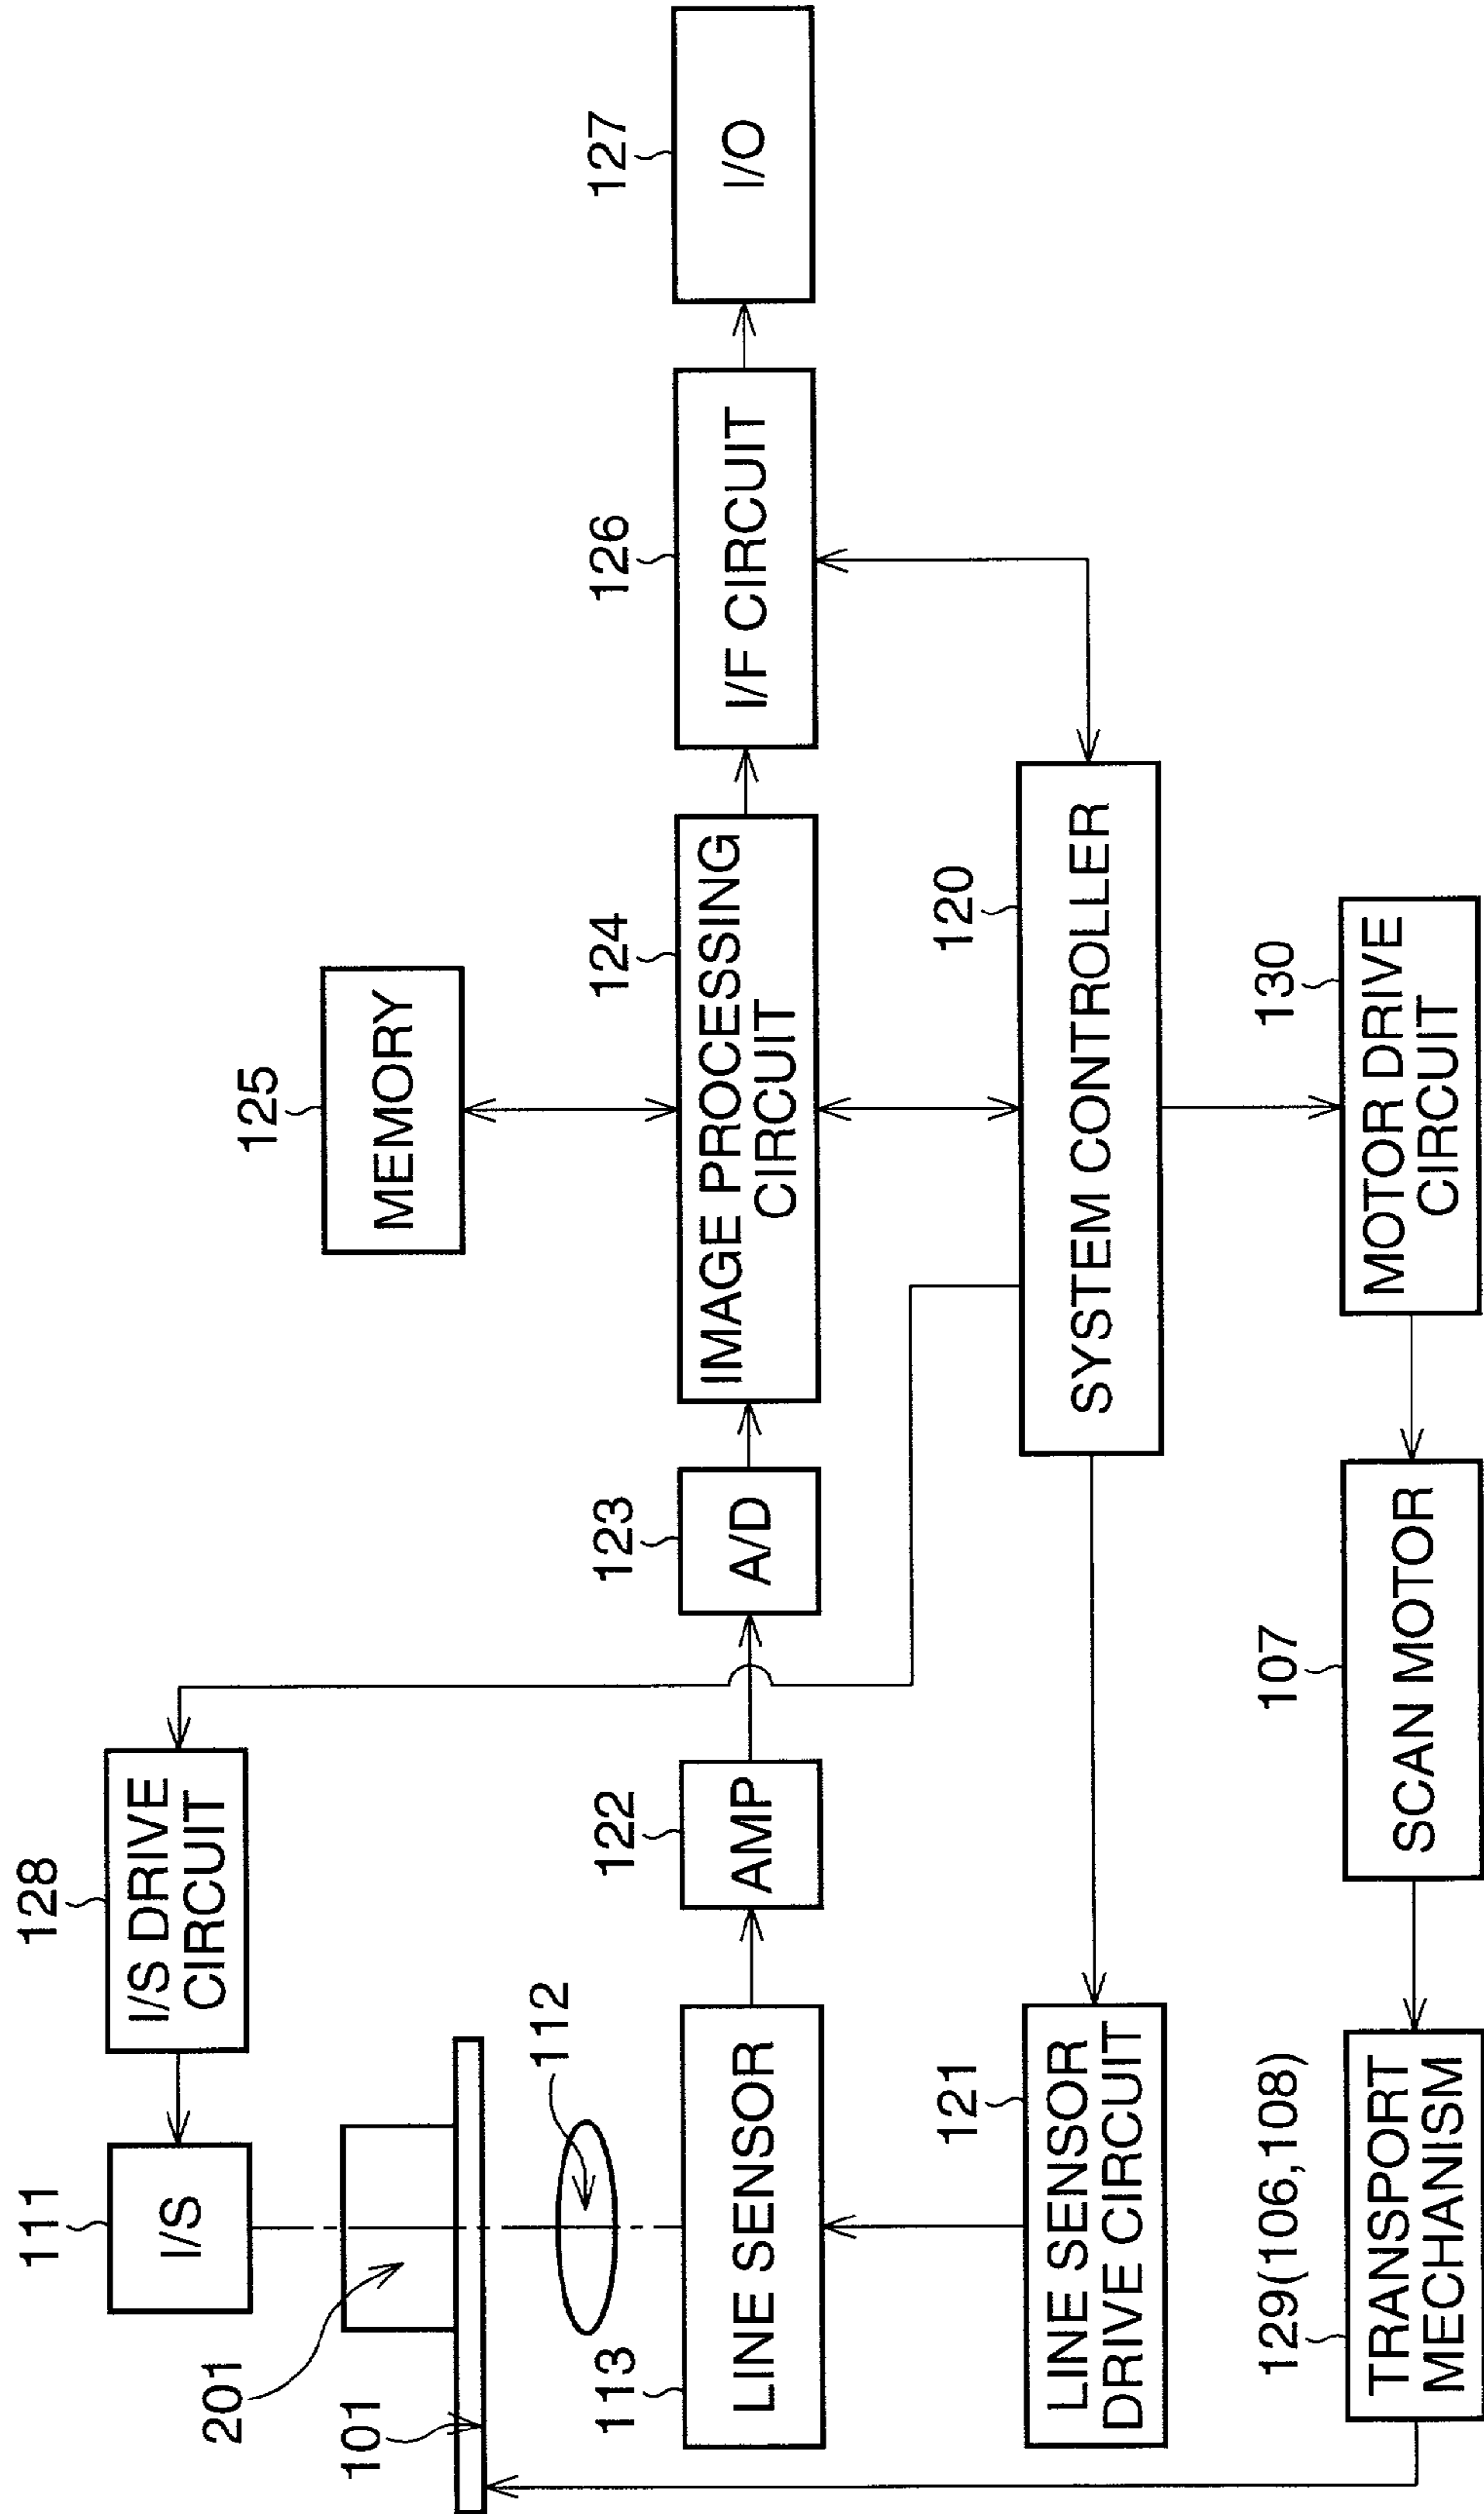 128
111
I/S
I/S DRIVE
CIRCUIT
201
101
112
125
MEMORY
113
LINE SENSOR
122
AMP
123
A/D
124
IMAGE PROCESSING
CIRCUIT
126
I/F CIRCUIT
127
I/O
121
LINE SENSOR
DRIVE CIRCUIT
120
SYSTEM CONTROLLER
129(106,108)
TRANSPORT
MECHANISM
107
SCAN MOTOR
130
MOTOR DRIVE
CIRCUIT